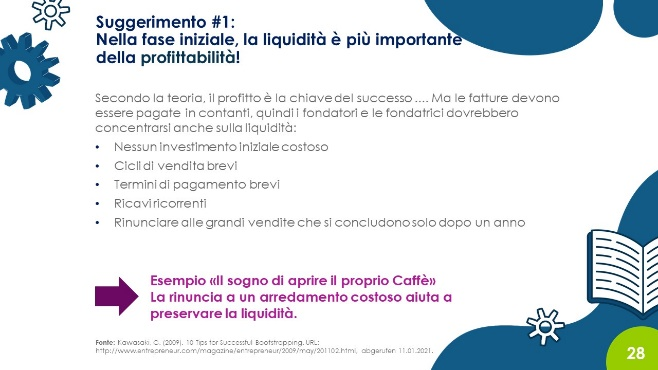 Suggerimento #1:
Nella fase iniziale, la liquidità è più importante
della profittabilità!
Secondo la teoria, il profitto è la chiave del successo .... Ma le fatture devono
essere pagate in contanti, quindi i fondatori e le fondatrici dovrebbero
concentrarsi anche sulla liquidità:
• Nessun investimento iniziale costoso
• Cicli di vendita brevi
• Termini di pagamento brevi
• Ricavi ricorrenti
• Rinunciare alle grandi vendite che si concludono solo dopo un anno
Esempio «Il sogno di aprire il proprio Caffè»
La rinuncia a un arredamento costoso aiuta a
preservare la liquidità.
Fonte: Kawasaki, G. (2009). 10 Tips for Successful Bootstrapping. URL:
http://www.entrepreneur.com/magazine/entrepreneur/2009/may/201102.html, abgerufen 11.01.2021.
28